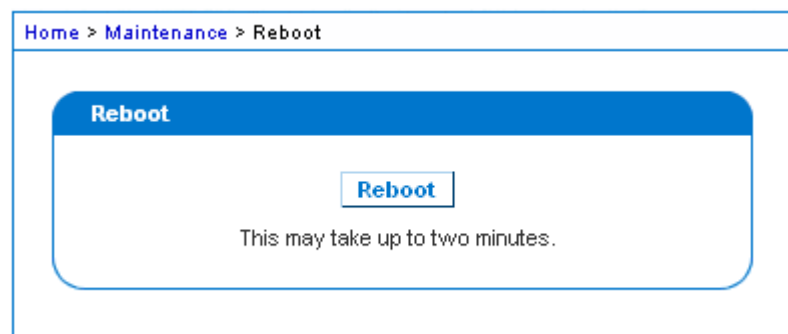 Home > Maintenance > Reboot
Reboot
Reboot
This may take up to two minutes.